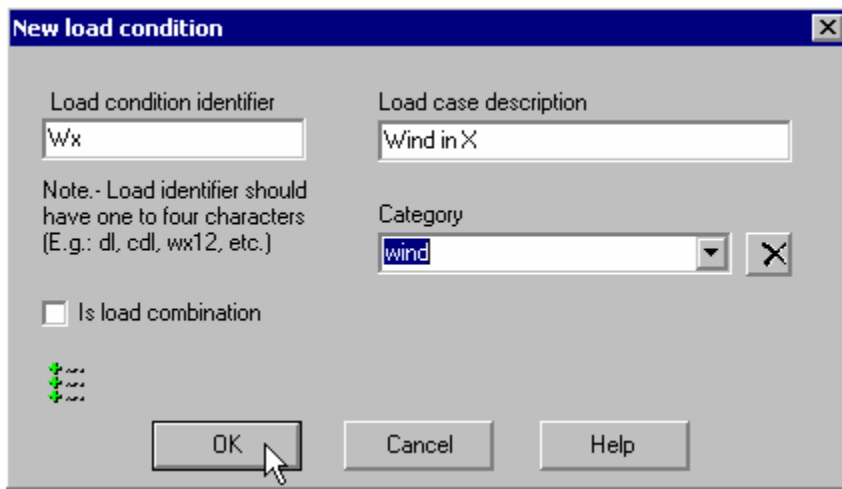 New load condition
Load condition identifier
Load case description
Wx
Wind in X
Note.- Load identifier should
have one to four characters
(E.g.: dl, cdl, wx12, etc.)
Category
wind
Is load combination
OK
Cancel
Help